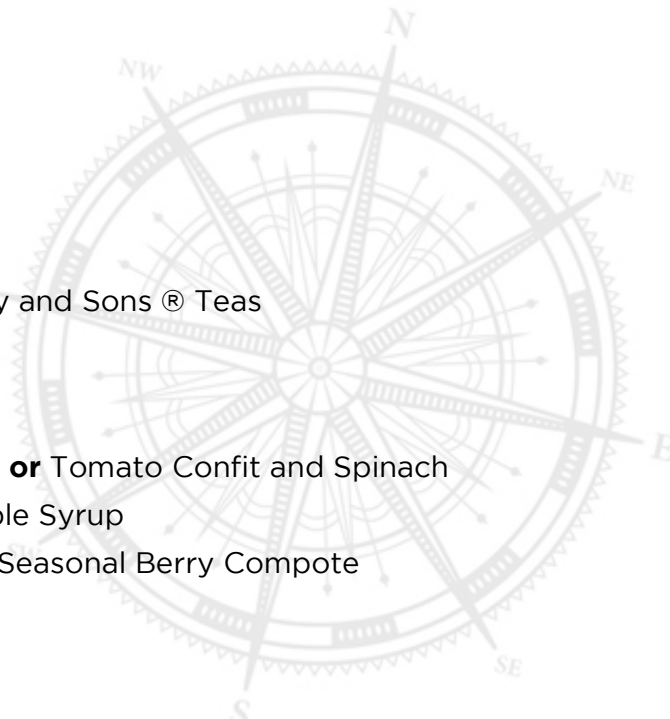 N
NW
NE
y and Sons ® Teas
or Tomato Confit and Spinach
E
ple Syrup
Seasonal Berry Compote
SE
S